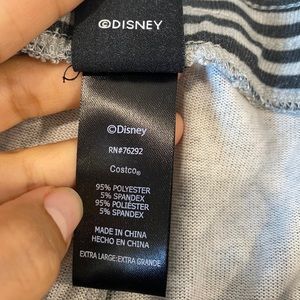 ©DISNEY
©Disney
RN#76292
Costco®
95% POLYESTER
5% SPANDEX
95% POLIÉSTER
5% SPANDEX
MADE IN CHINA
HECHO EN CHINA
EXTRA LARGE:EXTRA GRANDE